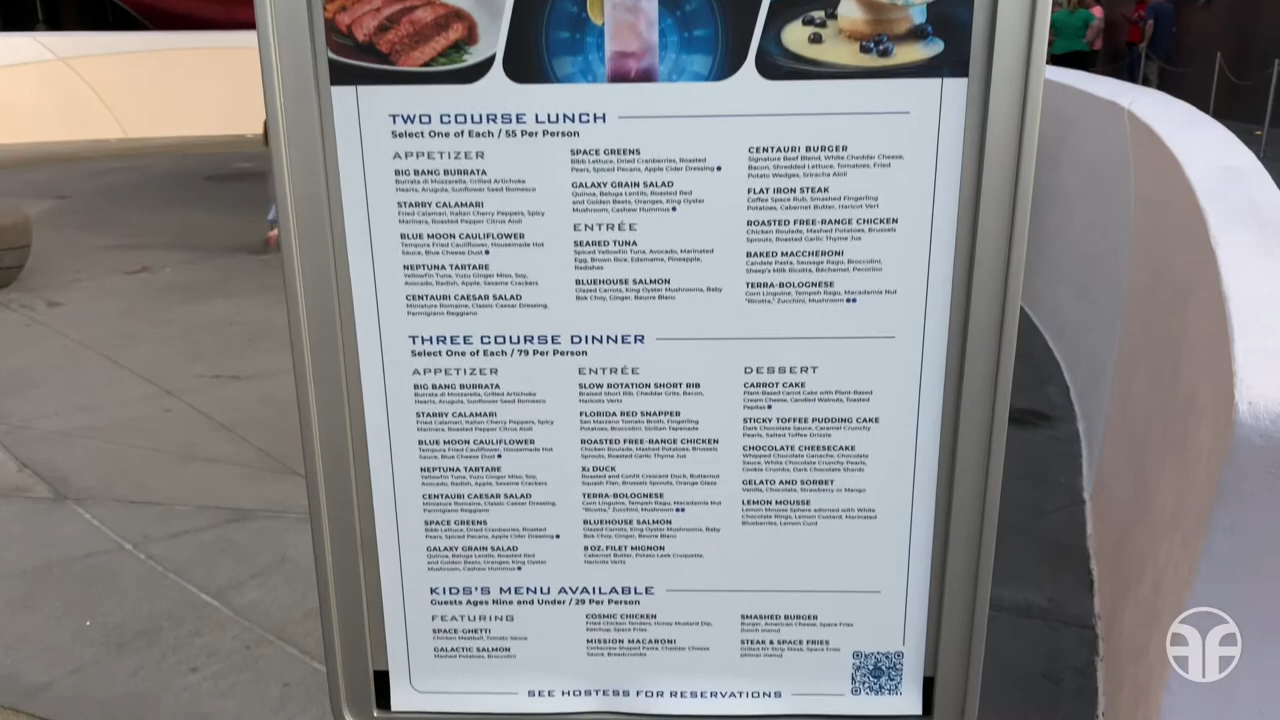 TWO COURSE LUNCH
Select One of Each / 55 Per Person
APPETIZER
BIG BANG BURRATA
Burrata di Mozzarella, Grilled Artichoke
Hearts, Arugula, Sunflower Seed Romesco
STARRY CALAMARI
Fried Calamari, Italian Cherry Peppers, Spicy
Marinara, Roasted Pepper Citrus Aioli
BLUE MOON CAULIFLOWER
Tempura Fried Cauliflower, Housemade Hot
Sauce, Blue Cheese Dust
NEPTUNA TARTARE
Yellowfin Tuna, Yuzu Ginger Miso, Soy,
Avocado, Radish, Apple, Sesame Crackers
CENTAURI CAESAR SALAD
Miniature Romaine, Classic Caesar Dressing,
Parmigiano Reggiano
SPACE GREENS
Bibb Lettuce, Dried Cranberries, Roasted
Pears, Spiced Pecans, Apple Cider Dressing
GALAXY GRAIN SALAD
Quinoa, Beluga Lentils, Roasted Red
and Golden Beets, Oranges, King Oyster
Mushroom, Cashew Hummus
ENTRÉE
SEARED TUNA
Spiced Yellowfin Tuna, Avocado, Marinated
Egg, Brown Rice, Edamame, Pineapple,
Radishes
BLUEHOUSE SALMON
Glazed Carrots, King Oyster Mushrooms, Baby
Bok Choy, Ginger, Beurre Blanc
CENTAURI BURGER
Signature Beef Blend, White Cheddar Cheese,
Bacon, Shredded Lettuce, Tomatoes, Fried
Potato Wedges, Sriracha Aioli
FLAT IRON STEAK
Coffee Space Rub, Smashed Fingerling
Potatoes, Cabernet Butter, Haricot Vert
ROASTED FREE-RANGE CHICKEN
Chicken Roulade, Mashed Potatoes, Brussels
Sprouts, Roasted Garlic Thyme Jus
BAKED MACCHERONI
Candele Pasta, Sausage Ragu, Broccolini,
Sheep's Milk Ricotta, Béchamel, Pecorino
TERRA-BOLOGNESE
Corn Linguine, Tempeh Ragu, Macadamia Nut
"Ricotta," Zucchini, Mushroom
THREE COURSE DINNER
Select One of Each / 79 Per Person
APPETIZER
BIG BANG BURRATA
Burrata di Mozzarella, Grilled Artichoke
Hearts, Arugula, Sunflower Seed Romesco
STARRY CALAMARI
Fried Calamari, Italian Cherry Peppers, Spicy
Marinara, Roasted Pepper Citrus Aioli
BLUE MOON CAULIFLOWER
Tempura Fried Cauliflower, Housemade Hot
Sauce, Blue Cheese Dust
NEPTUNA TARTARE
Yellowfin Tuna, Yuzu Ginger Miso, Soy,
Avocado, Radish, Apple, Sesame Crackers
CENTAURI CAESAR SALAD
Miniature Romaine, Classic Caesar Dressing,
Parmigiano Reggiano
SPACE GREENS
Bibb Lettuce, Dried Cranberries, Roasted
Pears, Spiced Pecans, Apple Cider Dressing
GALAXY GRAIN SALAD
Quinoa, Beluga Lentils, Roasted Red
and Golden Beets, Oranges, King Oyster
Mushroom, Cashew Hummus
ENTRÉE
SLOW ROTATION SHORT RIB
Braised Short Rib, Cheddar Grits, Bacon,
Haricots Verts
FLORIDA RED SNAPPER
San Marzano Tomato Broth, Fingerling
Potatoes, Broccolini, Sicilian Tapenade
ROASTED FREE-RANGE CHICKEN
Chicken Roulade, Mashed Potatoes, Brussels
Sprouts, Roasted Garlic Thyme Jus
X2 DUCK
Roasted and Confit Crescent Duck, Butternut
Squash Flan, Brussels Sprouts, Orange Glaze
TERRA-BOLOGNESE
Corn Linguine, Tempeh Ragu, Macadamia Nut
"Ricotta," Zucchini, Mushroom
BLUEHOUSE SALMON
Glazed Carrots, King Oyster Mushrooms, Baby
Bok Choy, Ginger, Beurre Blanc
8 OZ. FILET MIGNON
Cabernet Butter, Potato Leek Croquette,
Haricots Verts
DESSERT
CARROT CAKE
Plant-Based Carrot Cake with Plant-Based
Cream Cheese, Candied Walnuts, Toasted
Pepitas
STICKY TOFFEE PUDDING CAKE
Dark Chocolate Sauce, Caramel Crunchy
Pearls, Salted Toffee Drizzle
CHOCOLATE CHEESECAKE
Whipped Chocolate Ganache, Chocolate
Sauce, White Chocolate Crunchy Pearls,
Cookie Crumbs, Dark Chocolate Shards
GELATO AND SORBET
Vanilla, Chocolate, Strawberry or Mango
LEMON MOUSSE
Lemon Mousse Sphere adorned with White
Chocolate Rings, Lemon Custard, Marinated
Blueberries, Lemon Curd
KIDS'S MENU AVAILABLE
Guests Ages Nine and Under / 29 Per Person
FEATURING
SPACE-GHETTI
Chicken Meatball, Tomato Sauce
GALACTIC SALMON
Mashed Potatoes, Broccolini
COSMIC CHICKEN
Fried Chicken Tenders, Honey Mustard Dip,
Ketchup, Space Fries
MISSION MACARONI
Corkscrew Shaped Pasta, Cheddar Cheese
Sauce, Breadcrumbs
SMASHED BURGER
Burger, American Cheese, Space Fries
(lunch menu)
STEAK & SPACE FRIES
Grilled NY Strip Steak, Space Fries
(dinner menu)
SEE HOSTESS FOR RESERVATIONS